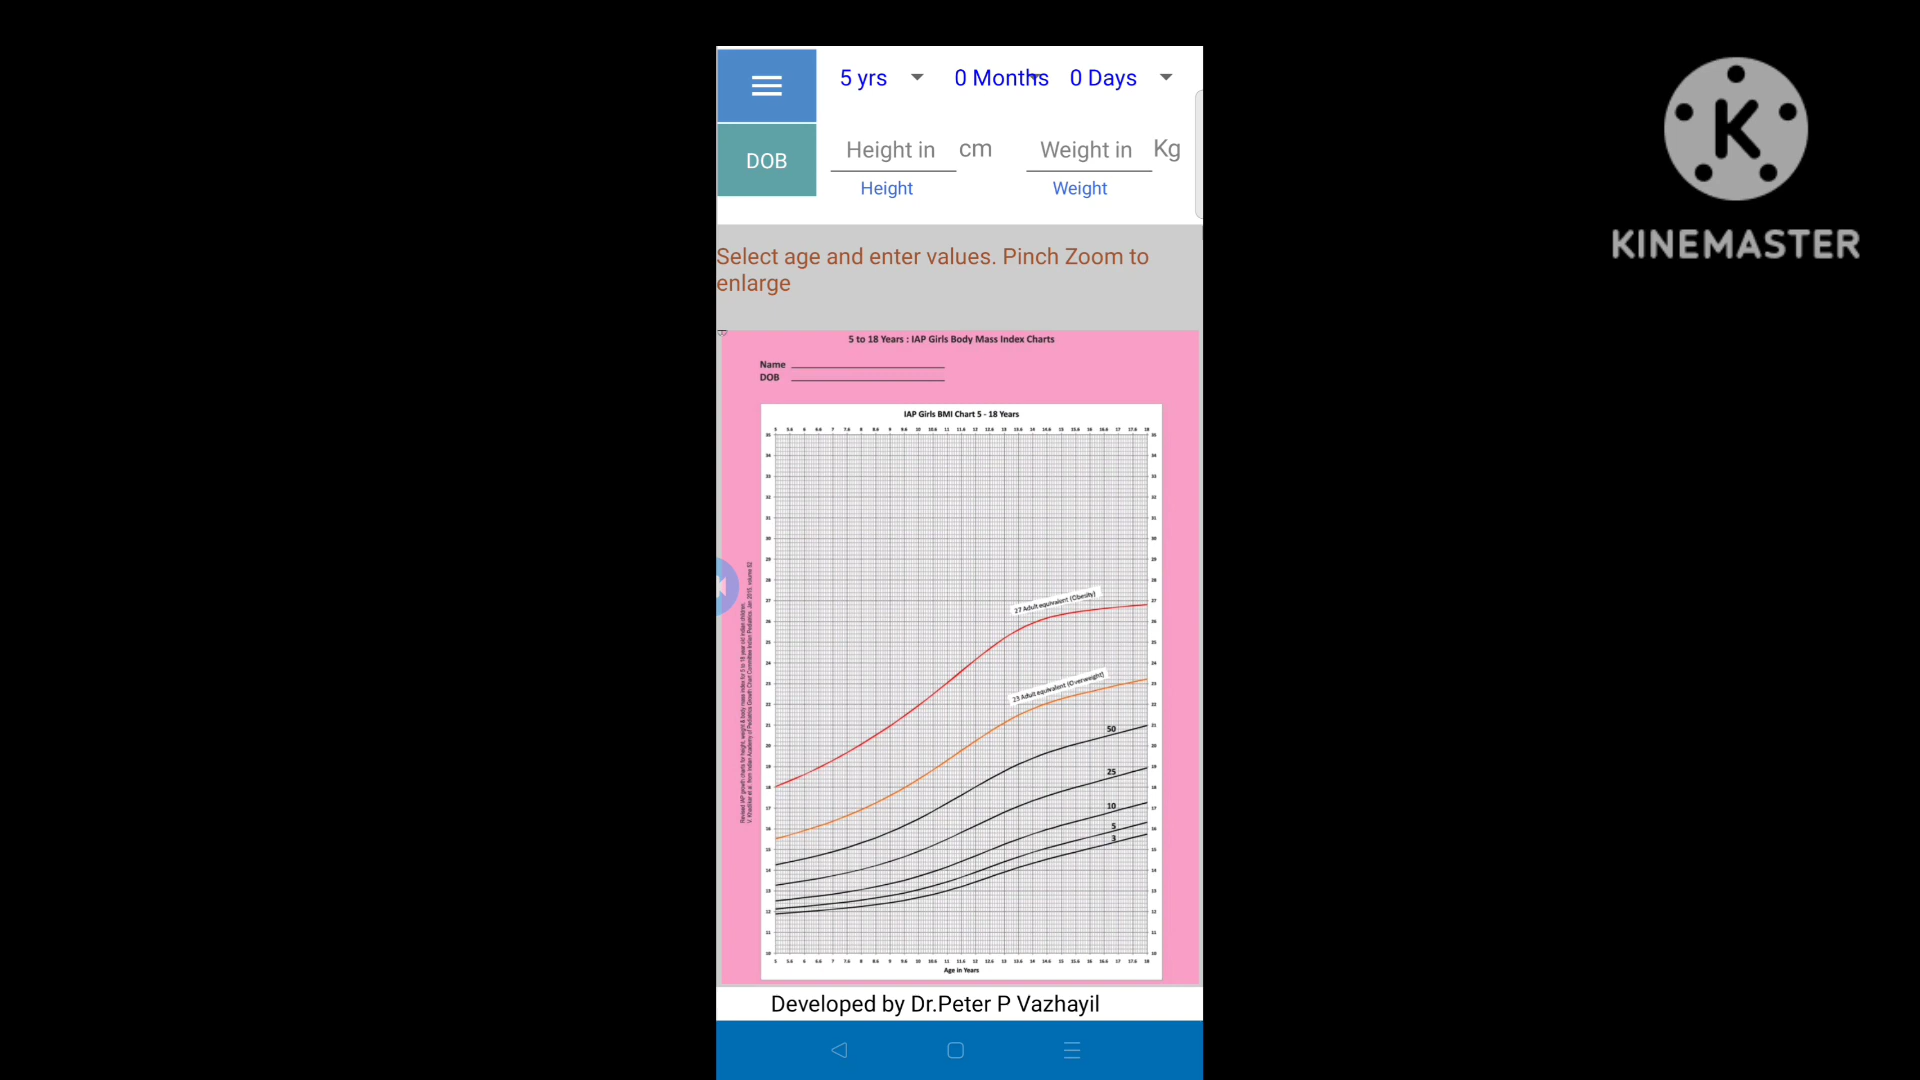 5 yrs 0 Months 0 Days
DOB Height in cm Weight in Kg
Height Weight
Select age and enter values. Pinch Zoom to
enlarge
KINEMASTER
5 to 18 Years : IAP Girls Body Mass Index Charts
Name
DOB
IAP Girls BMI Chart 5 - 18 Years
27 Adult equivalent (Obesity)
23 Adult equivalent (Overweight)
50
25
10
5
3
Age in Years
Developed by Dr.Peter P Vazhayil